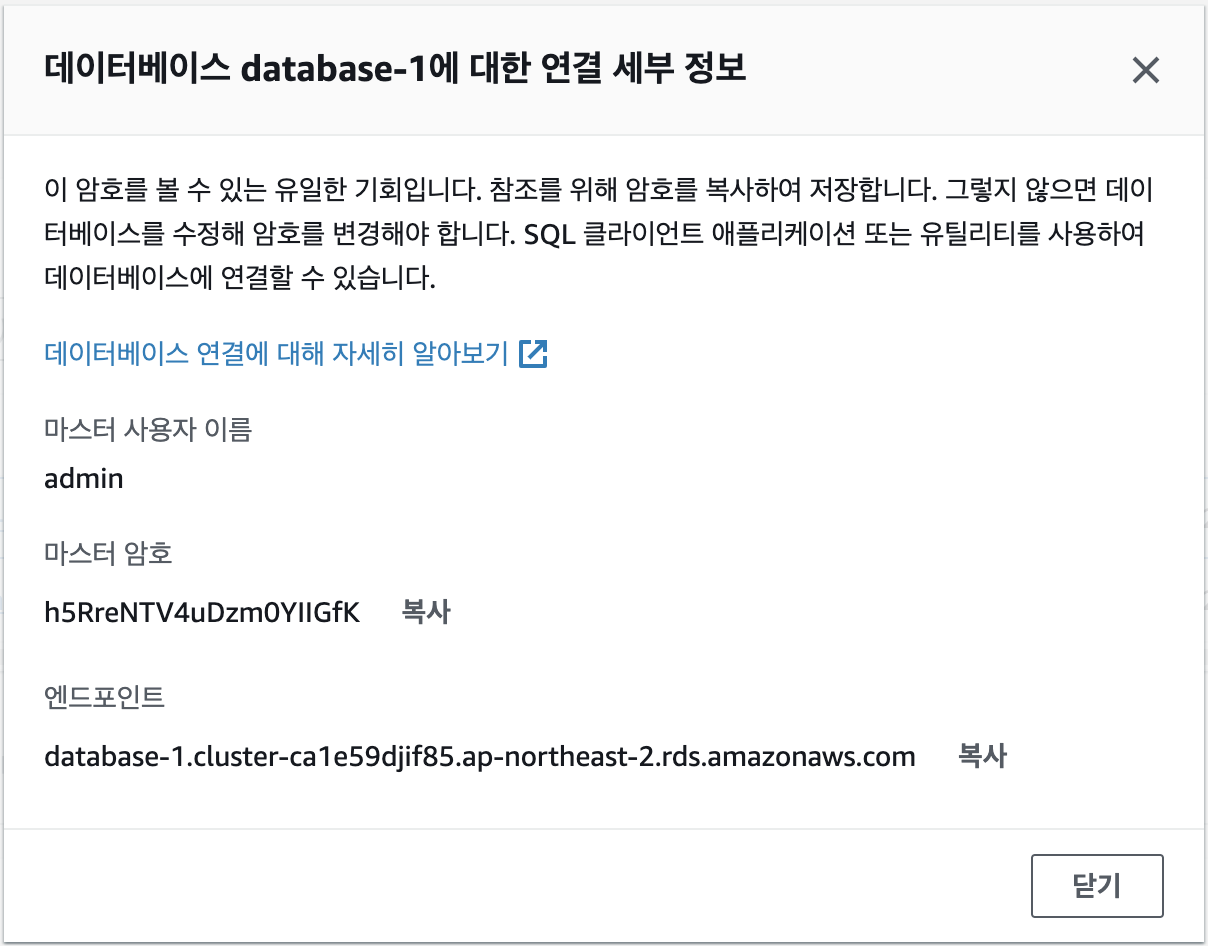 데이터베이스 database-1에 대한 연결 세부 정보
이 암호를 볼 수 있는 유일한 기회입니다. 참조를 위해 암호를 복사하여 저장합니다. 그렇지 않으면 데이
터베이스를 수정해 암호를 변경해야 합니다. SQL 클라이언트 애플리케이션 또는 유틸리티를 사용하여
데이터베이스에 연결할 수 있습니다.
데이터베이스 연결에 대해 자세히 알아보기
마스터 사용자 이름
admin
마스터 암호
h5RreNTV4uDzm0YIIGfK 복사
엔드포인트
database-1.cluster-ca1e59djif85.ap-northeast-2.rds.amazonaws.com 복사
닫기